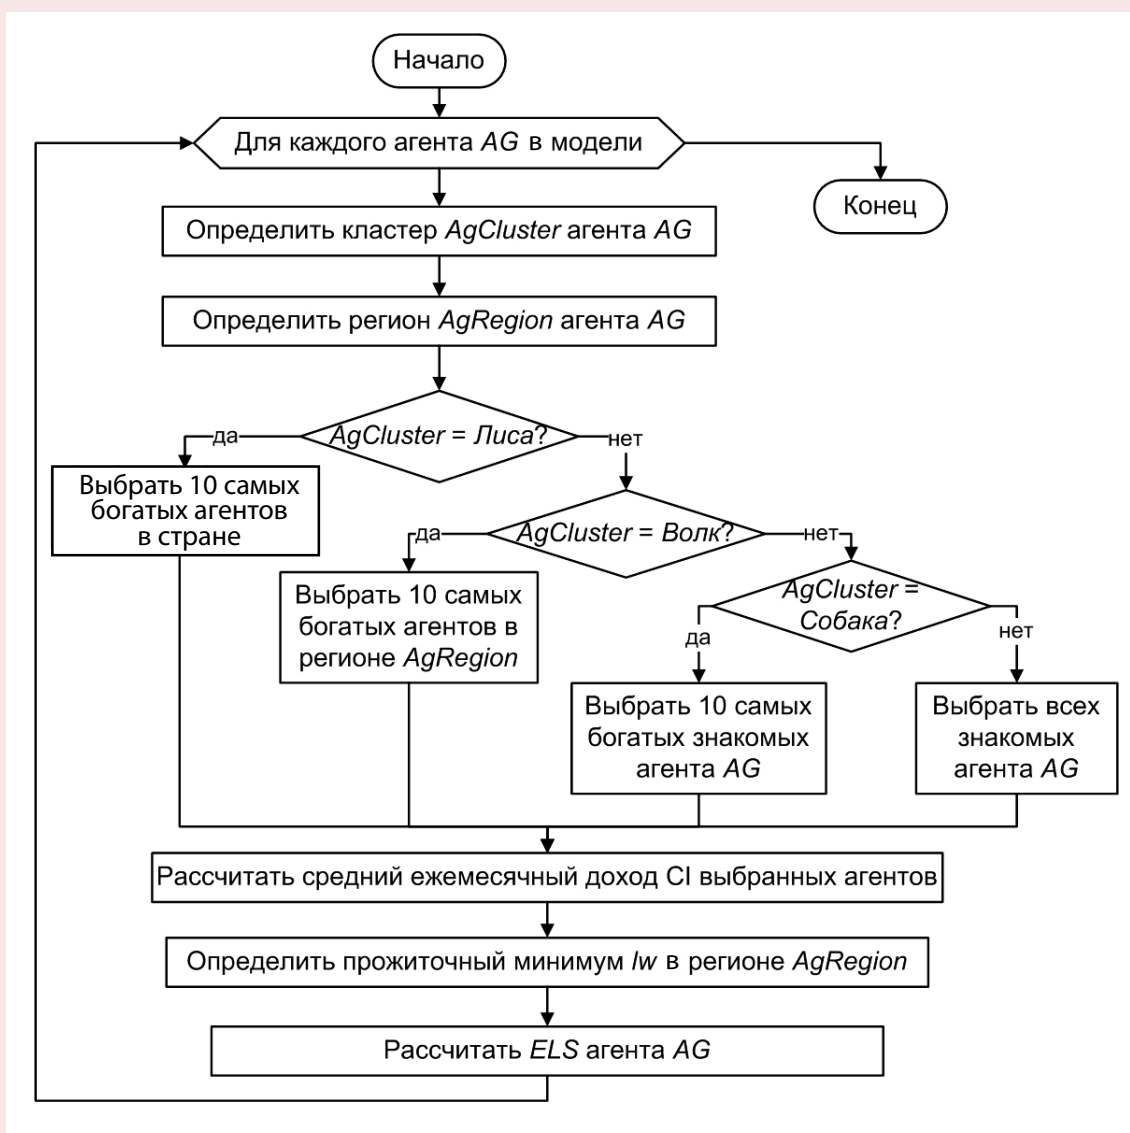 Начало
Для каждого агента AG в модели
Конец
Определить кластер AgCluster агента AG
Определить регион AgRegion агента AG
AgCluster = Лиса?
да
нет
Выбрать 10 самых
богатых агентов
в стране
AgCluster = Волк?
да
нет
Выбрать 10 самых
богатых агентов в
регионе AgRegion
AgCluster =
Собака?
да
нет
Выбрать 10 самых
богатых знакомых
агента AG
Выбрать всех
знакомых
агента AG
Рассчитать средний ежемесячный доход CI выбранных агентов
Определить прожиточный минимум lw в регионе AgRegion
Рассчитать ELS агента AG